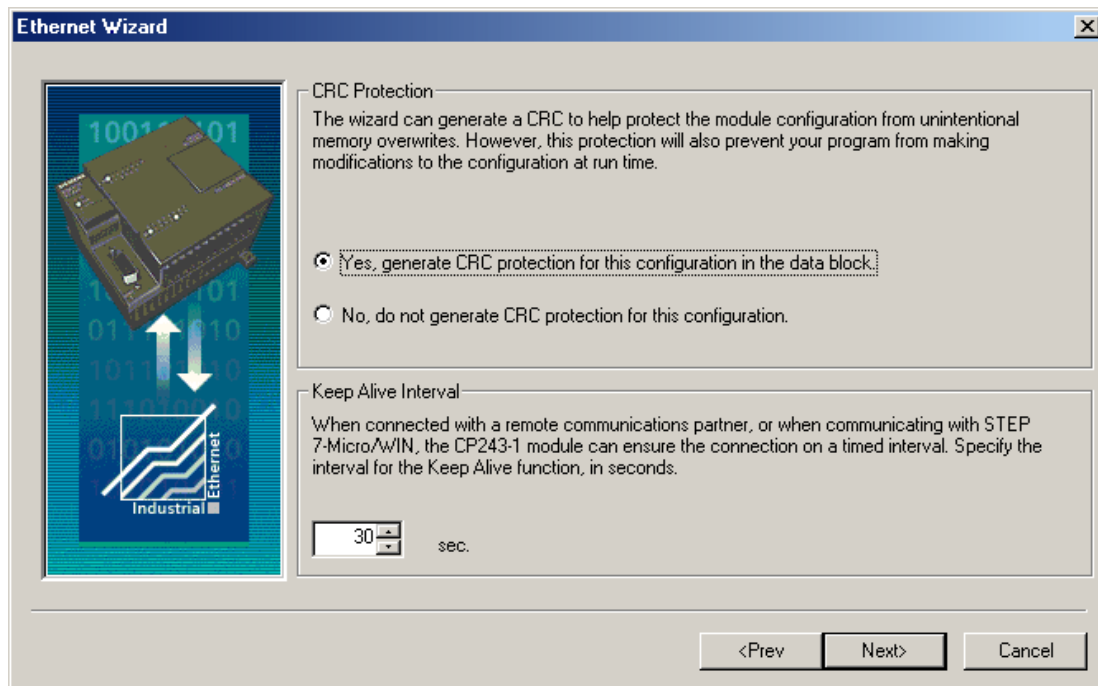 Ethernet Wizard
CRC Protection
The wizard can generate a CRC to help protect the module configuration from unintentional
memory overwrites. However, this protection will also prevent your program from making
modifications to the configuration at run time.
Yes, generate CRC protection for this configuration in the data block.
No, do not generate CRC protection for this configuration.
Keep Alive Interval
When connected with a remote communications partner, or when communicating with STEP
7-Micro/WIN, the CP243-1 module can ensure the connection on a timed interval. Specify the
interval for the Keep Alive function, in seconds.
30 sec.
Industrial
Ethernet
<Prev
Next>
Cancel